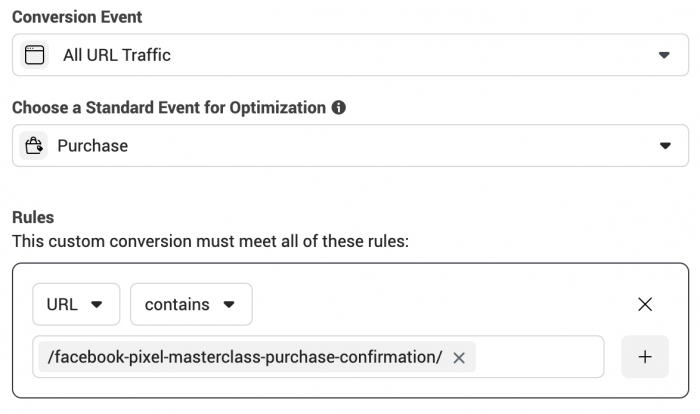 Conversion Event
All URL Traffic
Choose a Standard Event for Optimization
Purchase
Rules
This custom conversion must meet all of these rules:
URL contains
/facebook-pixel-masterclass-purchase-confirmation/